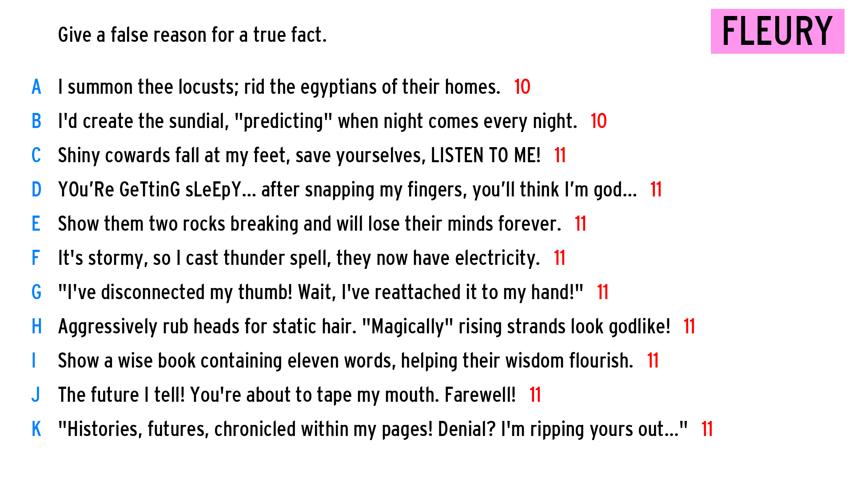 Give a false reason for a true fact.
FLEURY
A I summon thee locusts; rid the egyptians of their homes. 10
B I'd create the sundial, "predicting" when night comes every night. 10
C Shiny cowards fall at my feet, save yourselves, LISTEN TO ME! 11
D YOu’Re GeTtinG sLeEpY... after snapping my fingers, you’ll think I’m god... 11
E Show them two rocks breaking and will lose their minds forever. 11
F It's stormy, so I cast thunder spell, they now have electricity. 11
G "I've disconnected my thumb! Wait, I've reattached it to my hand!" 11
H Aggressively rub heads for static hair. "Magically" rising strands look godlike! 11
I Show a wise book containing eleven words, helping their wisdom flourish. 11
J The future I tell! You're about to tape my mouth. Farewell! 11
K "Histories, futures, chronicled within my pages! Denial? I'm ripping yours out..." 11